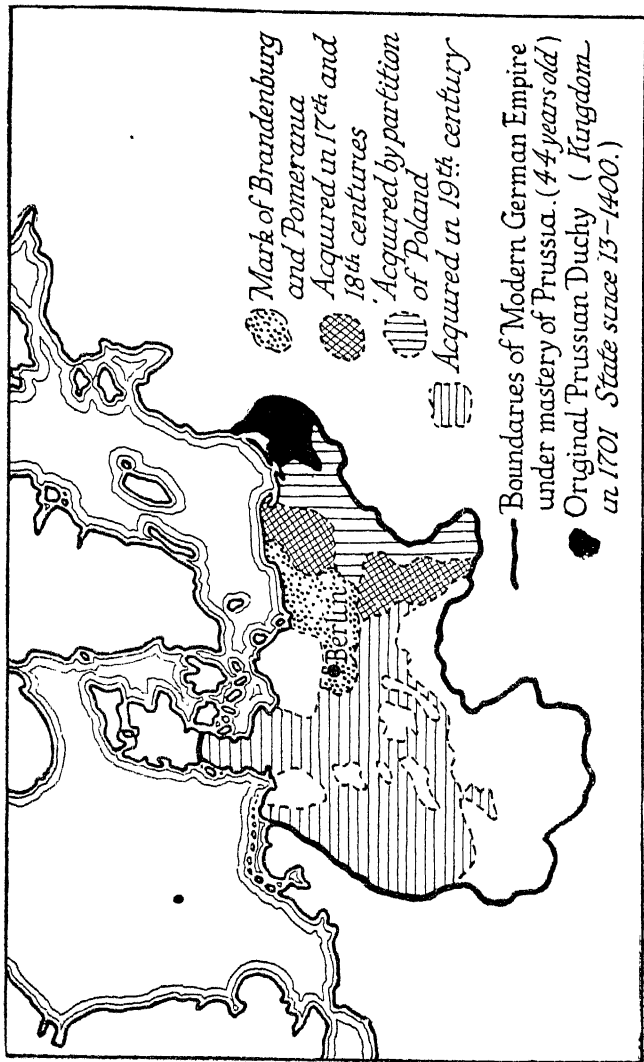 Mark of Brandenburg
and Pomerania
Acquired in 17th and
18th centuries
Acquired by partition
of Poland
Acquired in 19th century
Boundaries of Modern German Empire
under mastery of Prussia. (44 years old)
Original Prussian Duchy (Kingdom
in 1701 State since 13-1400.)
Berlin